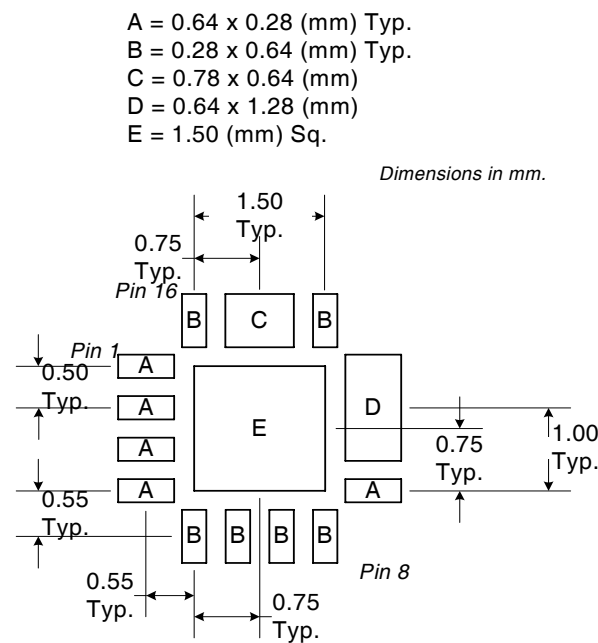 A = 0.64 x 0.28 (mm) Typ.
B = 0.28 x 0.64 (mm) Typ.
C = 0.78 x 0.64 (mm)
D = 0.64 x 1.28 (mm)
E = 1.50 (mm) Sq.
Dimensions in mm.
1.50
Typ.
0.75
Typ.
Pin 16
B
C
B
Pin 1
A
0.50
Typ.
A
D
E
A
0.75
Typ.
1.00
Typ.
A
A
0.55
Typ.
B
B
B
B
Pin 8
0.55
Typ.
0.75
Typ.